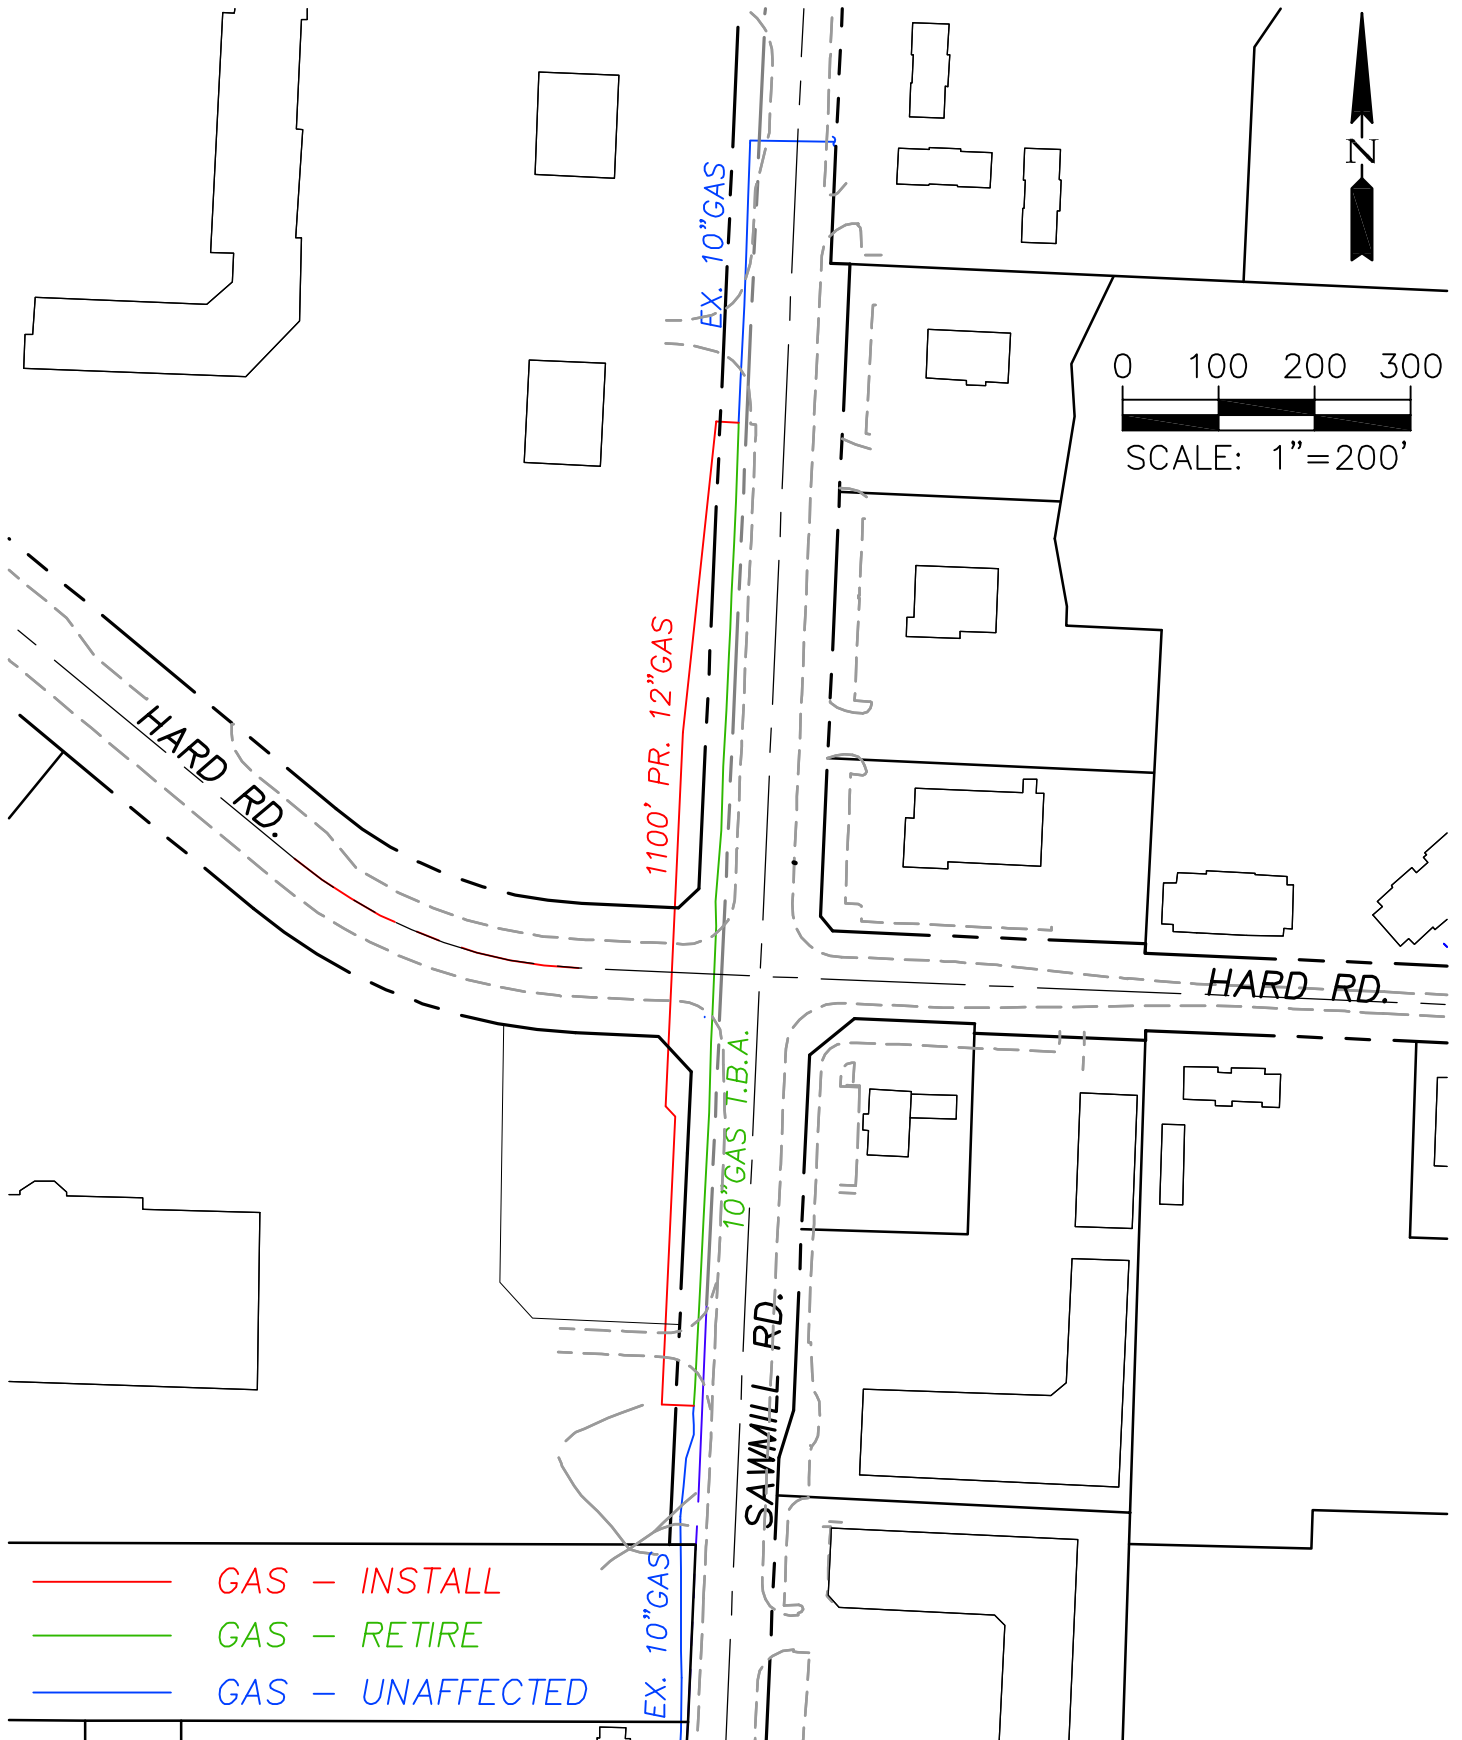 N
EX. 10"GAS
0 100 200 300
SCALE: 1"=200'
1100' PR. 12"GAS
HARD RD.
HARD RD.
10"GAS T.B.A.
SAWMILL RD.
EX. 10"GAS
GAS - INSTALL
GAS - RETIRE
GAS - UNAFFECTED